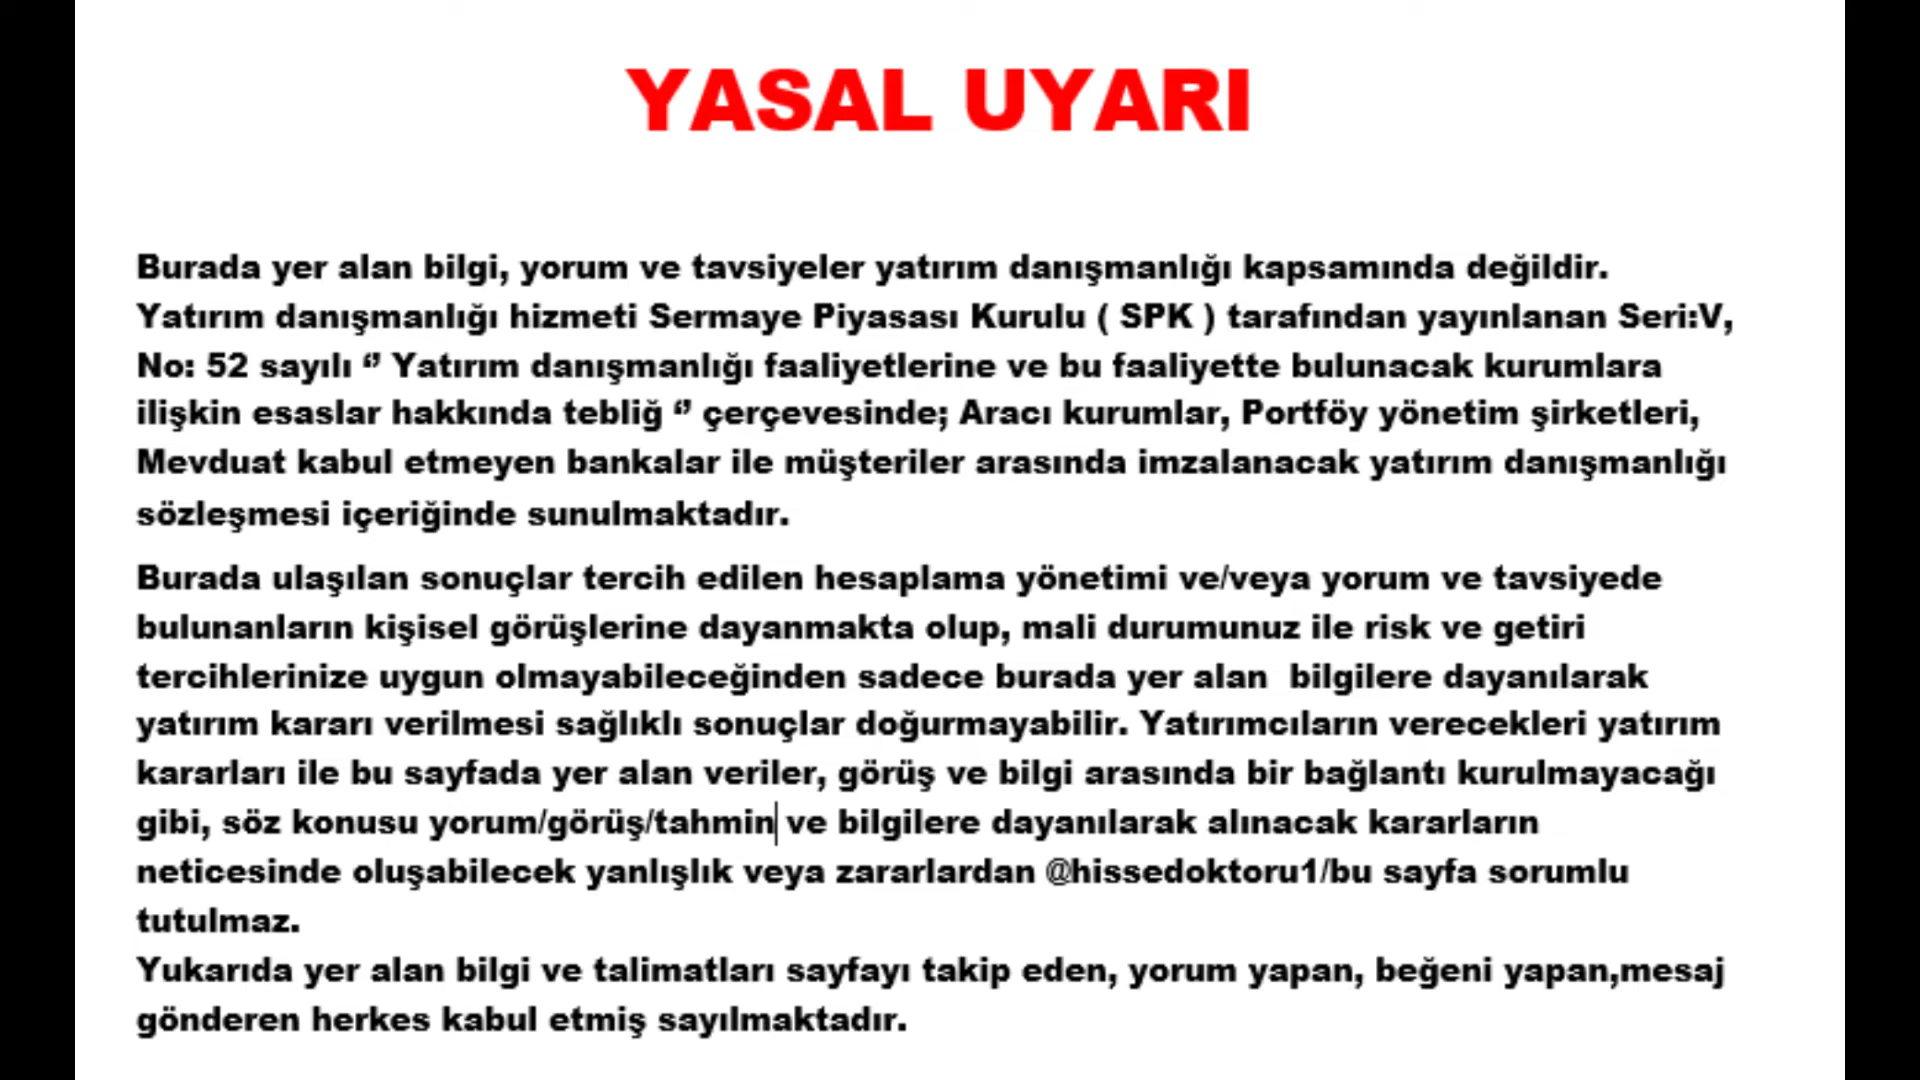 YASAL UYARI
Burada yer alan bilgi, yorum ve tavsiyeler yatırım danışmanlığı kapsamında değildir.
Yatırım danışmanlığı hizmeti Sermaye Piyasası Kurulu ( SPK ) tarafından yayınlanan Seri:V,
No: 52 sayılı “ Yatırım danışmanlığı faaliyetlerine ve bu faaliyette bulunacak kurumlara
ilişkin esaslar hakkında tebliğ “ çerçevesinde; Aracı kurumlar, Portföy yönetim şirketleri,
Mevduat kabul etmeyen bankalar ile müşteriler arasında imzalanacak yatırım danışmanlığı
sözleşmesi içeriğinde sunulmaktadır.
Burada ulaşılan sonuçlar tercih edilen hesaplama yönetimi ve/veya yorum ve tavsiyede
bulunanların kişisel görüşlerine dayanmakta olup, mali durumunuz ile risk ve getiri
tercihlerinize uygun olmayabileceğinden sadece burada yer alan  bilgilere dayanılarak
yatırım kararı verilmesi sağlıklı sonuçlar doğurmayabilir. Yatırımcıların verecekleri yatırım
kararları ile bu sayfada yer alan veriler, görüş ve bilgi arasında bir bağlantı kurulmayacağı
gibi, söz konusu yorum/görüş/tahmin ve bilgilere dayanılarak alınacak kararların
neticesinde oluşabilecek yanlışlık veya zararlardan @hissedoktoru1/bu sayfa sorumlu
tutulmaz.
Yukarıda yer alan bilgi ve talimatları sayfayı takip eden, yorum yapan, beğeni yapan,mesaj
gönderen herkes kabul etmiş sayılmaktadır.